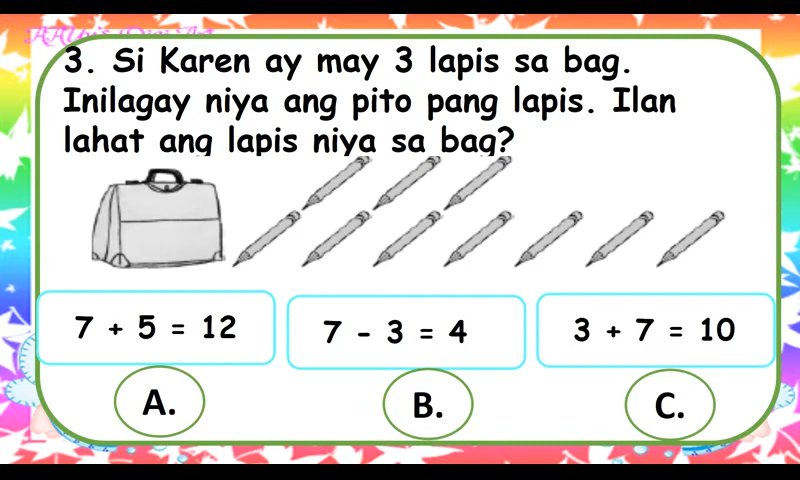 3. Si Karen ay may 3 lapis sa bag.
Inilagay niya ang pito pang lapis. Ilan
lahat ang lapis niya sa bag?
7 + 5 = 12
7 - 3 = 4
3 + 7 = 10
A.
B.
C.